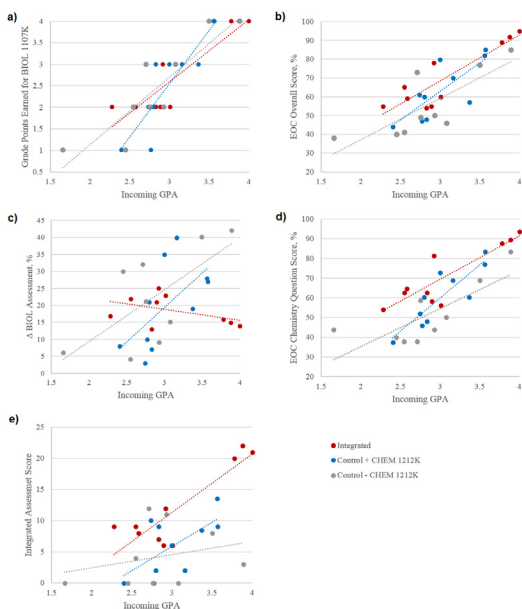 a)
Grade Points Earned for BIOL 1107K
4
3.5
3
2.5
2
1.5
1
0.5
1.5 2 2.5 3 3.5 4
Incoming GPA
b)
EOC Overall Score, %
100
90
80
70
60
50
40
30
20
1.5 2 2.5 3 3.5 4
Incoming GPA
c)
Δ BIOL Assessment, %
45
40
35
30
25
20
15
10
5
0
1.5 2 2.5 3 3.5 4
Incoming GPA
d)
EOC Chemistry Question Score, %
100
90
80
70
60
50
40
30
20
1.5 2 2.5 3 3.5 4
Incoming GPA
e)
Integrated Assessmet Score
25
20
15
10
5
0
1.5 2 2.5 3 3.5 4
Incoming GPA
Integrated
Control + CHEM 1212K
Control - CHEM 1212K